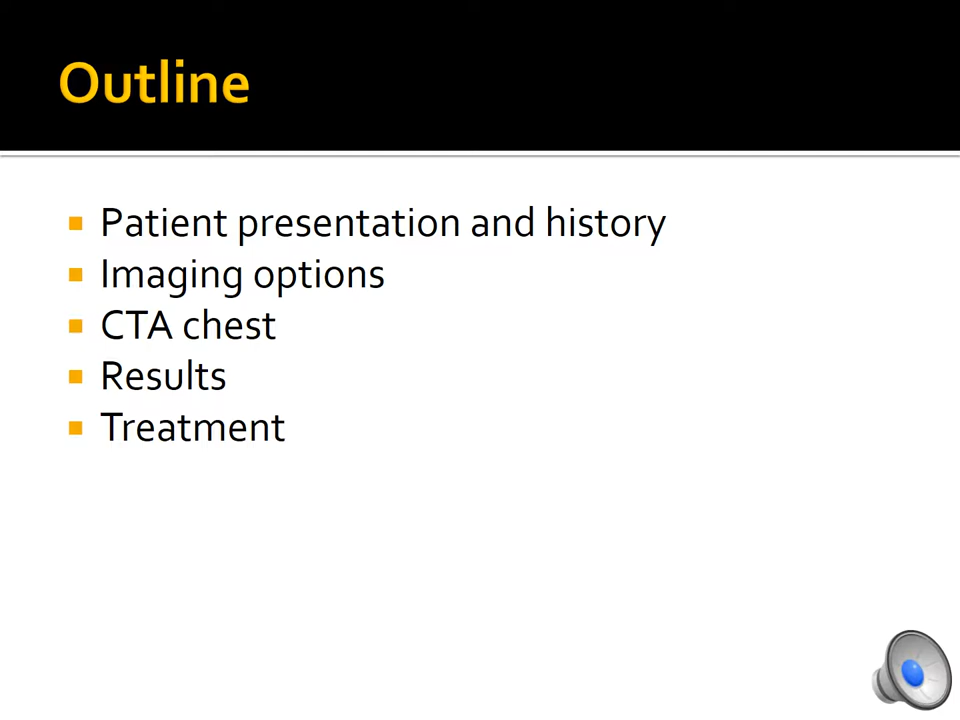 Outline
Patient presentation and history
Imaging options
CTA chest
Results
Treatment